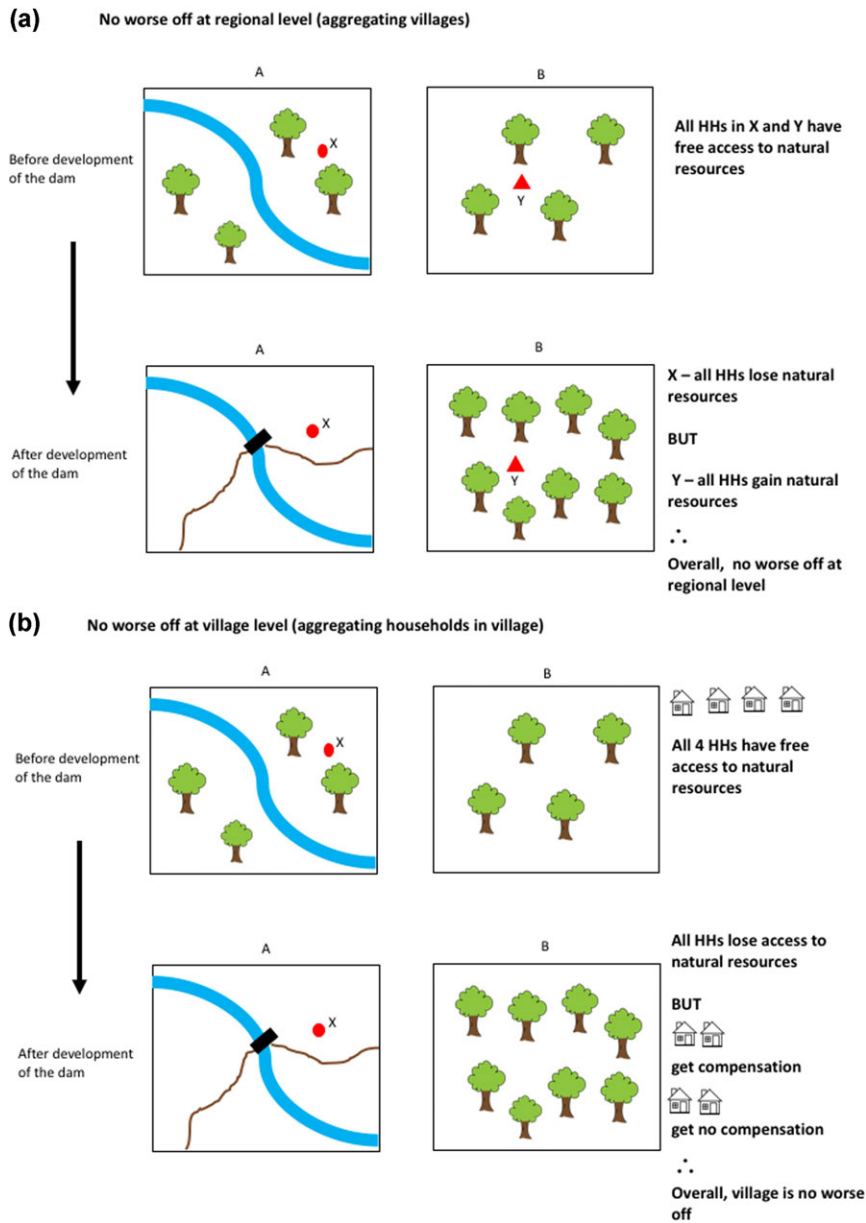 (a)
No worse off at regional level (aggregating villages)
A
B
X
Before development
of the dam
Y
All HHs in X and Y have
free access to natural
resources
A
B
X
After development
of the dam
Y
X – all HHs lose natural
resources
BUT
Y – all HHs gain natural
resources
∴
Overall, no worse off at
regional level
(b)
No worse off at village level (aggregating households in village)
A
B
X
Before development
of the dam
All 4 HHs have free
access to natural
resources
A
B
X
After development
of the dam
All HHs lose access to
natural resources
BUT
get compensation
get no compensation
∴
Overall, village is no worse
off